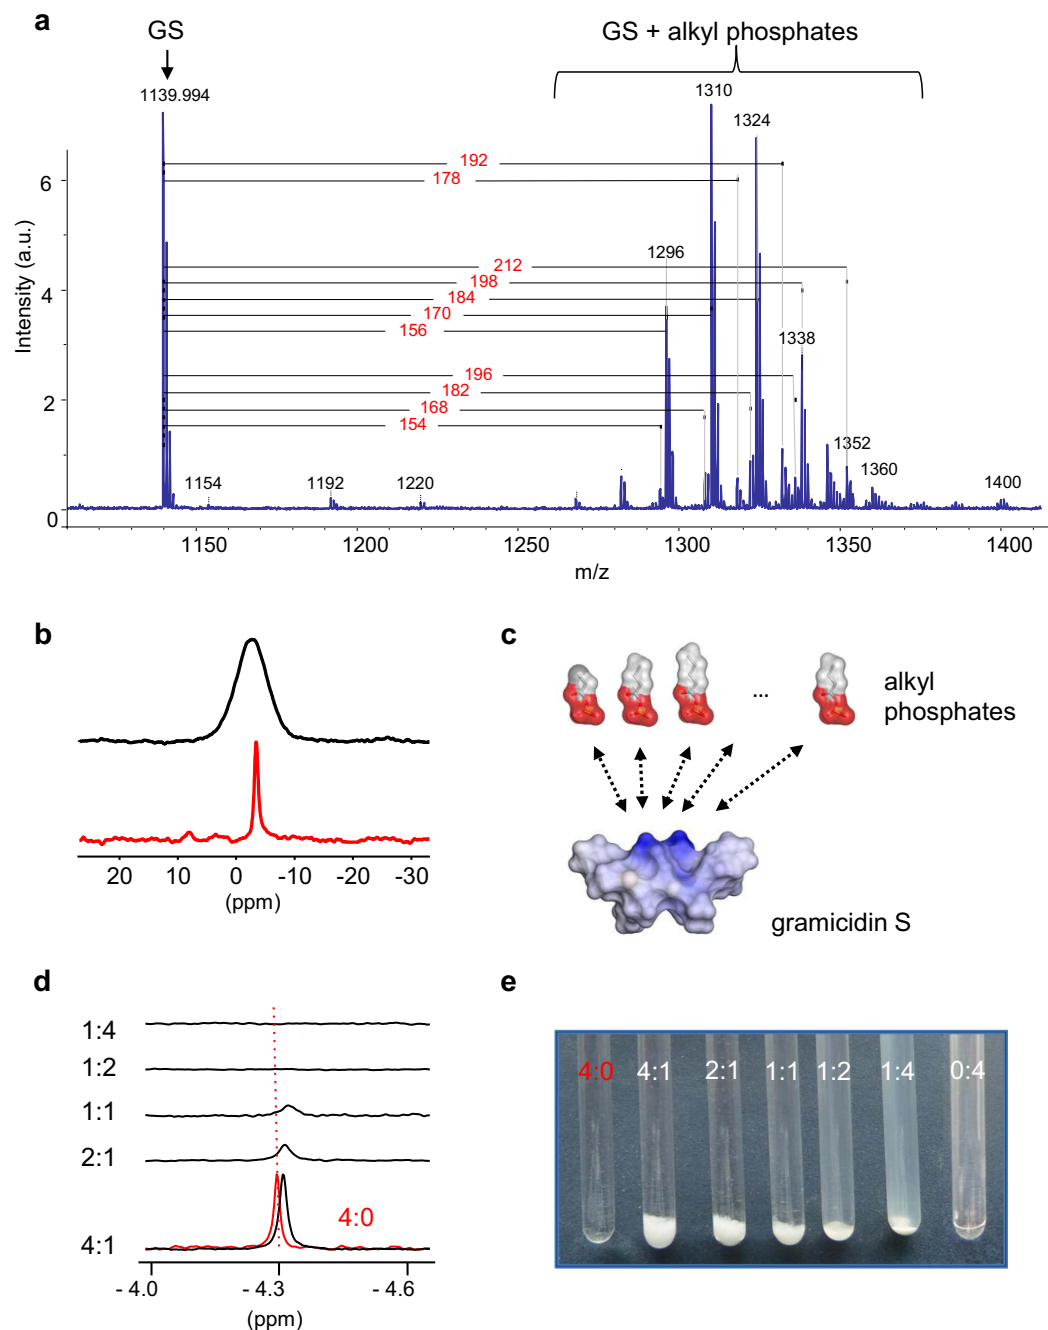 a
GS
GS + alkyl phosphates
1139.994
1310
1324
192
178
6
1296
212
198
184
170
156
1338
4
Intensity (a.u.)
196
182
168
154
2
1352
1360
1400
1154
1192
1220
0
1150
1200
1250
1300
1350
1400
m/z
b
20 10 0 -10 -20 -30
(ppm)
c
...
alkyl
phosphates
gramicidin S
d
1:4
1:2
1:1
2:1
4:0
4:1
- 4.0 - 4.3 - 4.6
(ppm)
e
4:0 4:1 2:1 1:1 1:2 1:4 0:4